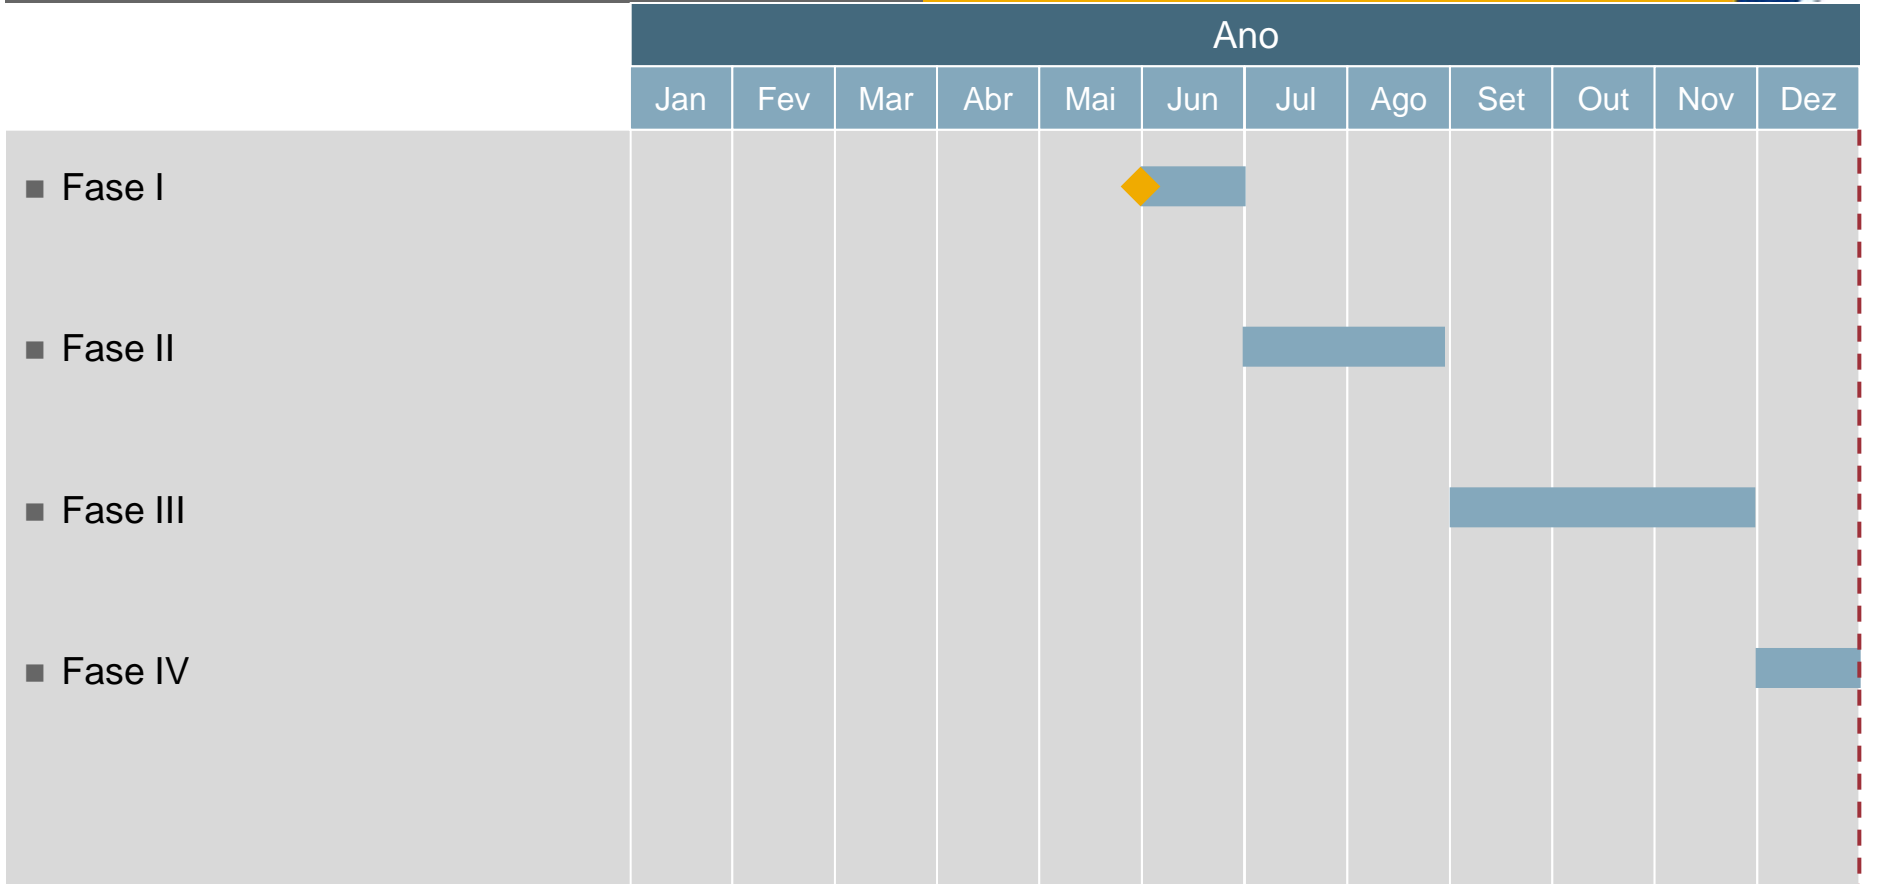 Ano
Jan Fev Mar Abr Mai Jun Jul Ago Set Out Nov Dez
Fase I
Fase II
Fase III
Fase IV